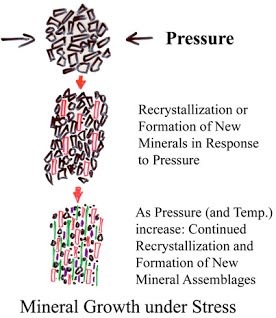 Pressure
Recrystallization or
Formation of New
Minerals in Response
to Pressure
As Pressure (and Temp.)
increase: Continued
Recrystallization and
Formation of New
Mineral Assemblages
Mineral Growth under Stress